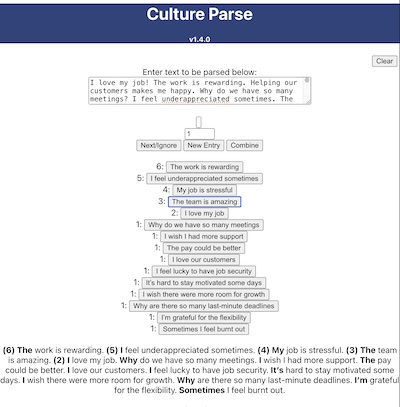 Culture Parse
v1.4.0
Clear
Enter text to be parsed below:
I love my job! The work is rewarding. Helping our
customers makes me happy. Why do we have so many
meetings? I feel underappreciated sometimes. The
1
Next/Ignore New Entry Combine
6: The work is rewarding
5: I feel underappreciated sometimes
4: My job is stressful
3: The team is amazing
2: I love my job
1: Why do we have so many meetings
1: I wish I had more support
1: The pay could be better
1: I love our customers
1: I feel lucky to have job security
1: It's hard to stay motivated some days
1: I wish there were more room for growth
1: Why are there so many last-minute deadlines
1: I'm grateful for the flexibility
1: Sometimes I feel burnt out
(6) The work is rewarding. (5) I feel underappreciated sometimes. (4) My job is stressful. (3) The team
is amazing. (2) I love my job. Why do we have so many meetings. I wish I had more support. The pay
could be better. I love our customers. I feel lucky to have job security. It's hard to stay motivated some
days. I wish there were more room for growth. Why are there so many last-minute deadlines. I'm grateful
for the flexibility. Sometimes I feel burnt out.